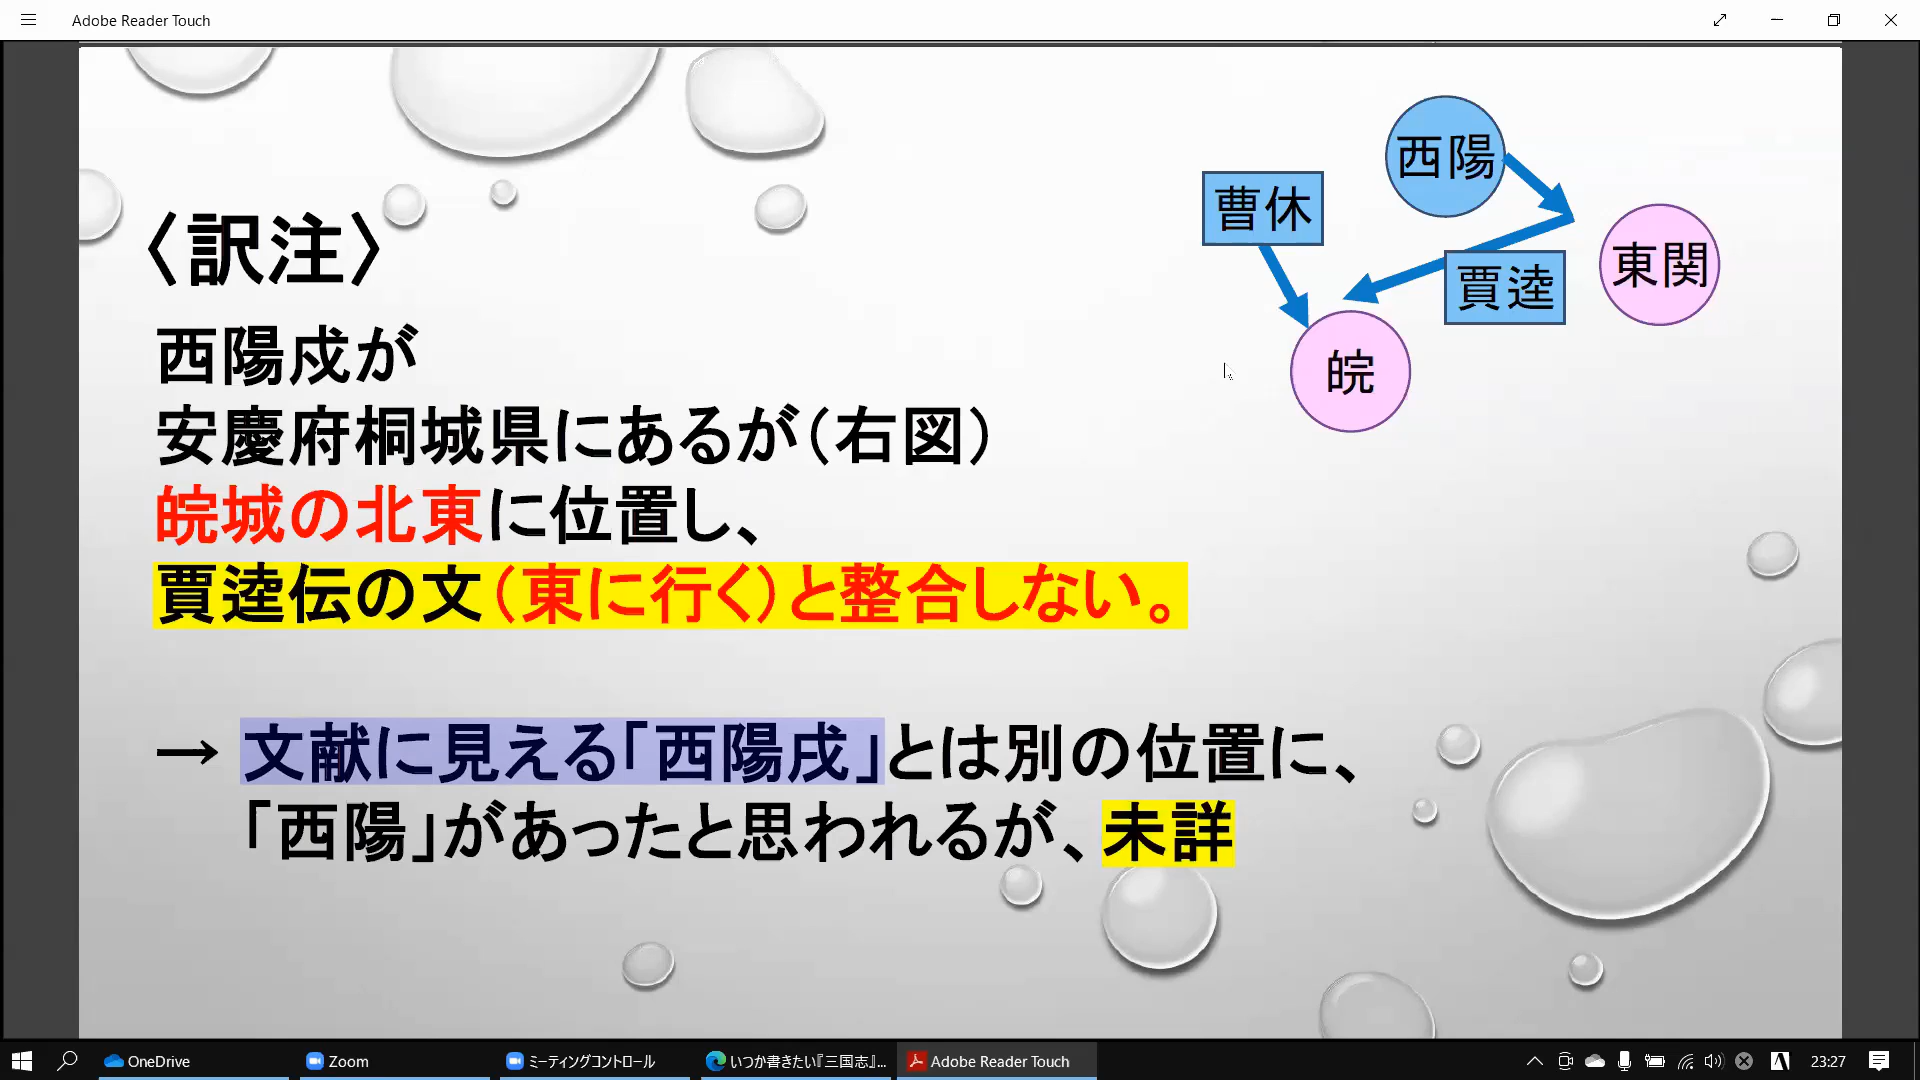 Adobe Reader Touch
西陽
曹休
東関
賈逵
皖
〈訳注〉
西陽戍が
安慶府桐城県にあるが（右図）
皖城の北東に位置し、
賈逵伝の文（東に行く）と整合しない。
→ 文献に見える「西陽戌」とは別の位置に、
「西陽」があったと思われるが、未詳
OneDrive
Zoom
ミーティングコントロール
いつか書きたい『三国志』...
Adobe Reader Touch
A
23:27